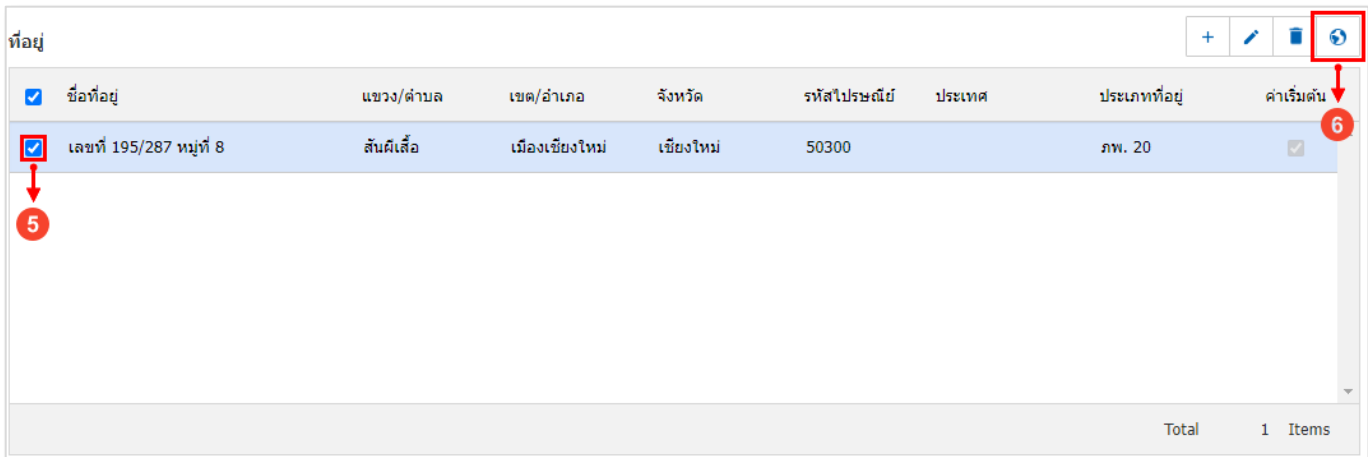 ที่อยู่
ชื่อที่อยู่ แขวง/ตำบล เขต/อำเภอ จังหวัด รหัสไปรษณีย์ ประเทศ ประเภทที่อยู่ ค่าเริ่มต้น
6
เลขที่ 195/287 หมู่ที่ 8 สันผีเสื้อ เมืองเชียงใหม่ เชียงใหม่ 50300 ภพ. 20
5
Total 1 Items